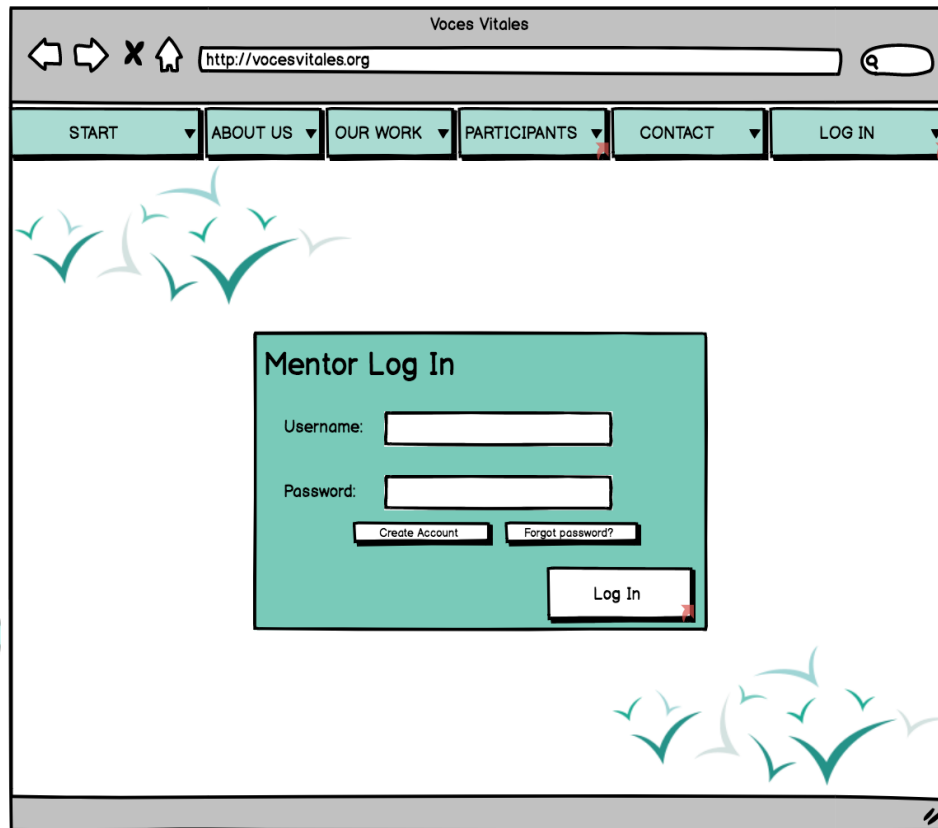 Voces Vitales
http://vocesvitales.org
START ABOUT US OUR WORK PARTICIPANTS CONTACT LOG IN
Mentor Log In
Username:
Password:
Create Account Forgot password?
Log In